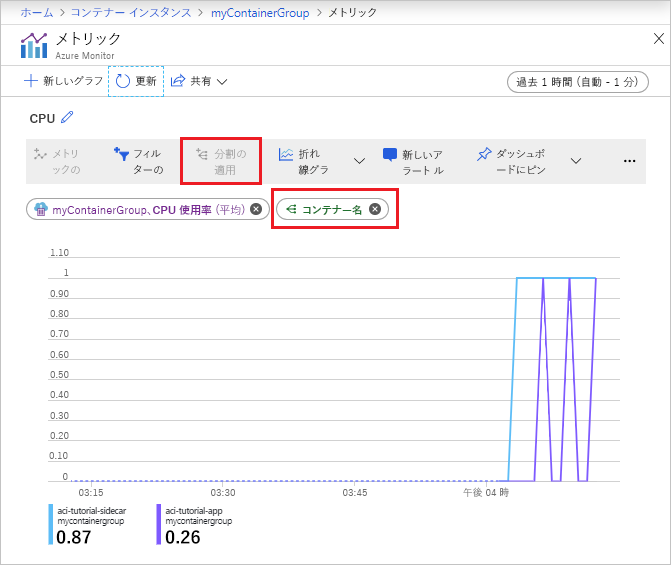 ホーム > コンテナー インスタンス > myContainerGroup > メトリック
メトリック
Azure Monitor
新しいグラフ 更新 共有
過去 1 時間 (自動 - 1 分)
CPU
メトリ
ックの
フィル
ターの
分割の
適用
折れ
線グラ
新しいア
ラート ル
ダッシュボ
ードにピン
...
myContainerGroup、CPU 使用率 (平均)
コンテナー名
1.10
1
0.90
0.80
0.70
0.60
0.50
0.40
0.30
0.20
0.10
0
03:15 03:30 03:45 午後 04 時
aci-tutorial-sidecar
mycontainergroup
0.87
aci-tutorial-app
mycontainergroup
0.26